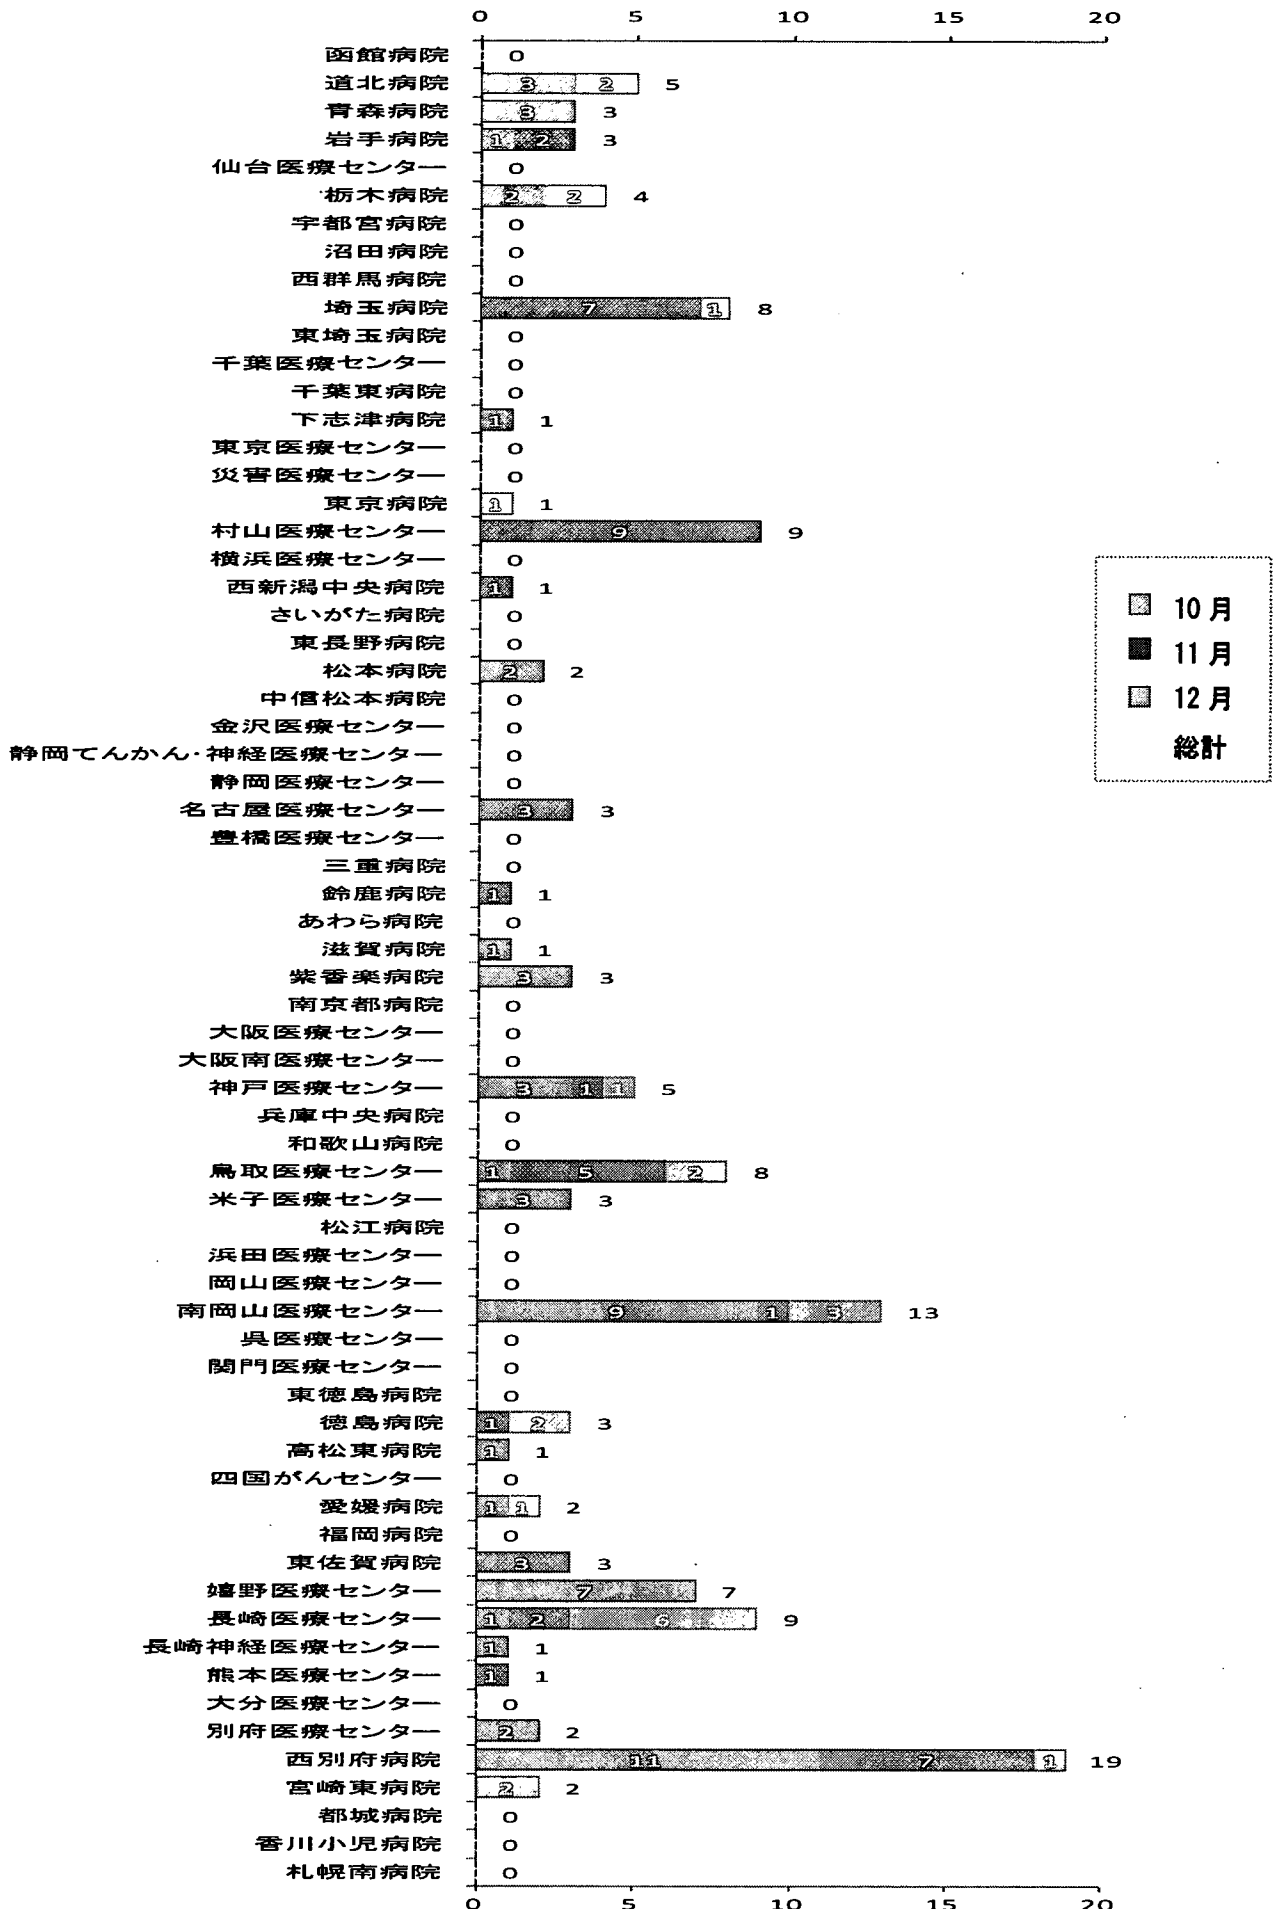 0 5 10 15 20
函館病院 0
道北病院 3 2 5
青森病院 3 3
岩手病院 1 2 3
仙台医療センター 0
栃木病院 2 2 4
宇都宮病院 0
沼田病院 0
西群馬病院 0
埼玉病院 7 1 8
東埼玉病院 0
千葉医療センター 0
千葉東病院 0
下志津病院 1 1
東京医療センター 0
災害医療センター 0
東京病院 1 1
村山医療センター 9 9
横浜医療センター 0
西新潟中央病院 1 1
さいがた病院 0
東長野病院 0
松本病院 2 2
中信松本病院 0
金沢医療センター 0
静岡てんかん・神経医療センター 0
静岡医療センター 0
名古屋医療センター 3 3
豊橋医療センター 0
三重病院 0
鈴鹿病院 1 1
あわら病院 0
滋賀病院 1 1
紫香楽病院 3 3
南京都病院 0
大阪医療センター 0
大阪南医療センター 0
神戸医療センター 3 1 1 5
兵庫中央病院 0
和歌山病院 0
鳥取医療センター 1 5 2 8
米子医療センター 3 3
松江病院 0
浜田医療センター 0
岡山医療センター 0
南岡山医療センター 9 1 3 13
呉医療センター 0
関門医療センター 0
東徳島病院 0
徳島病院 1 2 3
高松東病院 1 1
四国がんセンター 0
愛媛病院 1 1 2
福岡病院 0
東佐賀病院 3 3
嬉野医療センター 7 7
長崎医療センター 1 2 6 9
長崎神経医療センター 1 1
熊本医療センター 1 1
大分医療センター 0
別府医療センター 2 2
西別府病院 11 7 1 19
宮崎東病院 2 2
都城病院 0
香川小児病院 0
札幌南病院 0
0 5 10 15 20
10月
11月
12月
総計